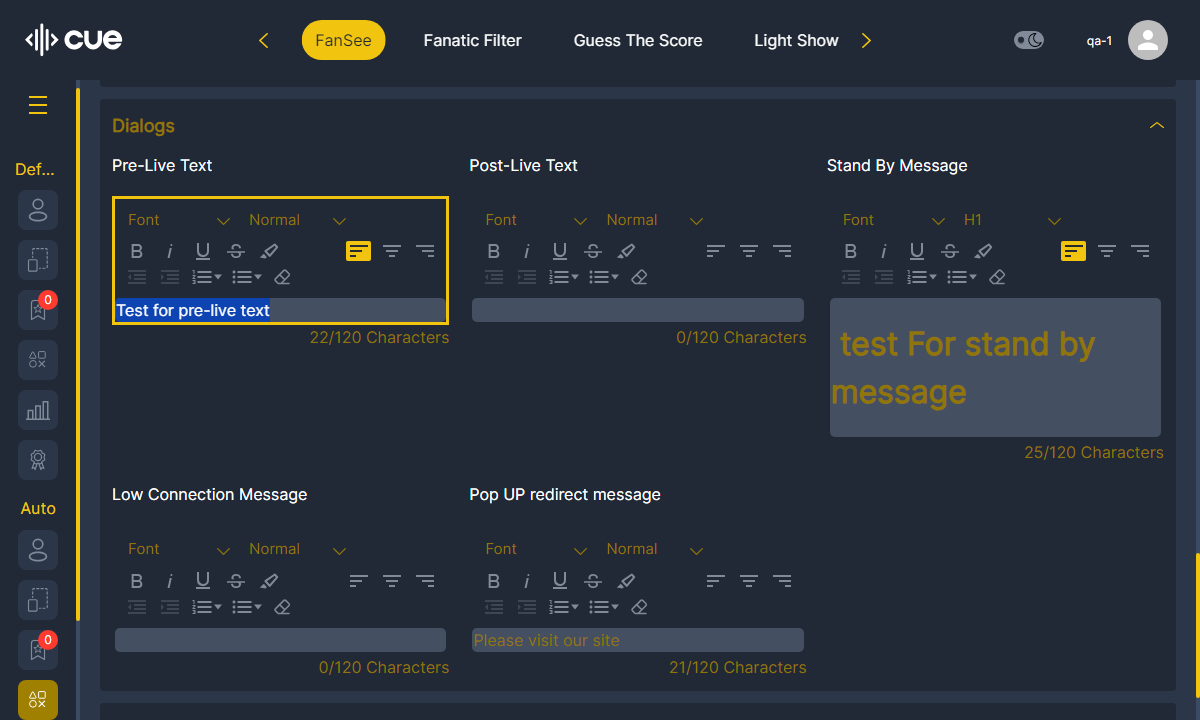 cue
FanSee
Fanatic Filter
Guess The Score
Light Show
qa-1
Def...
0
Auto
0
Dialogs
Pre-Live Text
Font
Normal
B i U S
Test for pre-live text
22/120 Characters
Post-Live Text
Font
Normal
B i U S
0/120 Characters
Stand By Message
Font
H1
B i U S
test For stand by
message
25/120 Characters
Low Connection Message
Font
Normal
B i U S
0/120 Characters
Pop UP redirect message
Font
Normal
B i U S
Please visit our site
21/120 Characters